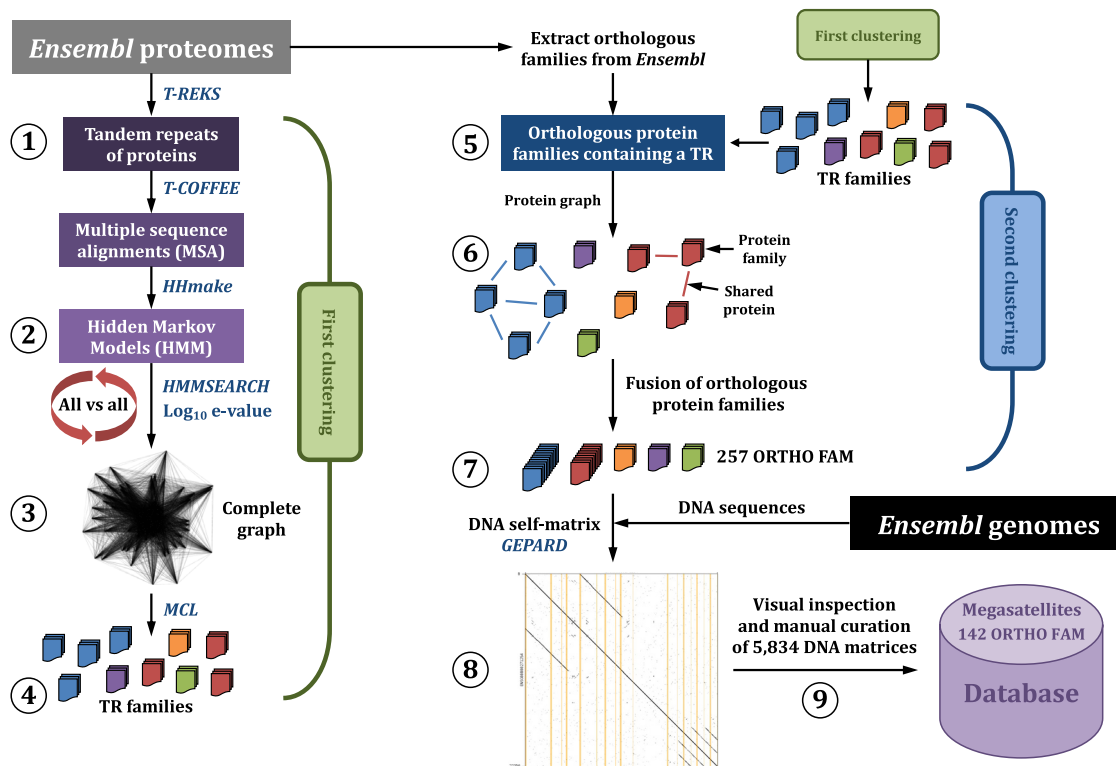 Ensembl proteomes
T-REKS
1
Tandem repeats
of proteins
T-COFFEE
Multiple sequence
alignments (MSA)
HHmake
2
Hidden Markov
Models (HMM)
All vs all
HMMSEARCH
Log₁₀ e-value
3
Complete
graph
MCL
4
TR families
First clustering
Extract orthologous
families from Ensembl
First clustering
5
Orthologous protein
families containing a TR
TR families
Protein graph
6
Protein
family
Shared
protein
Fusion of orthologous
protein families
7
257 ORTHO FAM
Second clustering
DNA self-matrix
GEPARD
DNA sequences
Ensembl genomes
8
Visual inspection
and manual curation
of 5,834 DNA matrices
9
Megasatellites
142 ORTHO FAM
Database